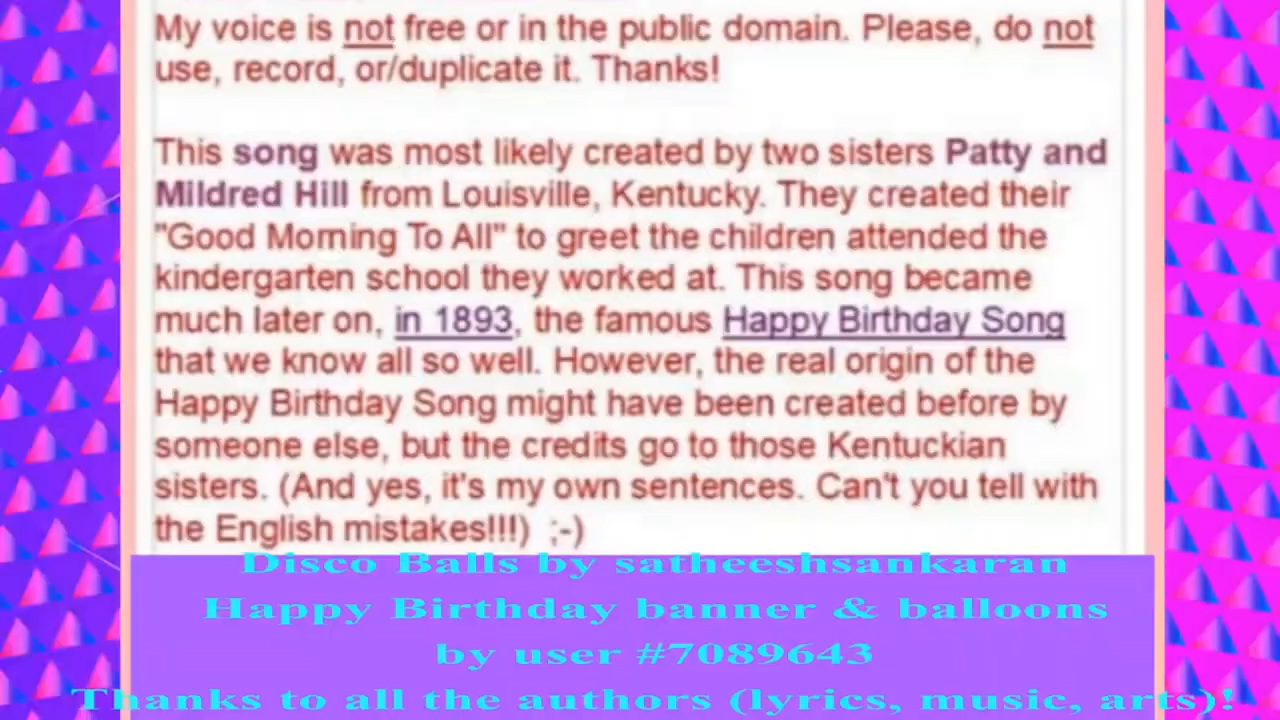 My voice is not free or in the public domain. Please, do not
use, record, or/duplicate it. Thanks!
This song was most likely created by two sisters Patty and
Mildred Hill from Louisville, Kentucky. They created their
"Good Morning To All" to greet the children attended the
kindergarten school they worked at. This song became
much later on, in 1893, the famous Happy Birthday Song
that we know all so well. However, the real origin of the
Happy Birthday Song might have been created before by
someone else, but the credits go to those Kentuckian
sisters. (And yes, it's my own sentences. Can't you tell with
the English mistakes!!!) ;-)
Disco Balls by satheeshsankaran
Happy Birthday banner & balloons
by user #7089643
Thanks to all the authors (lyrics, music, arts)!